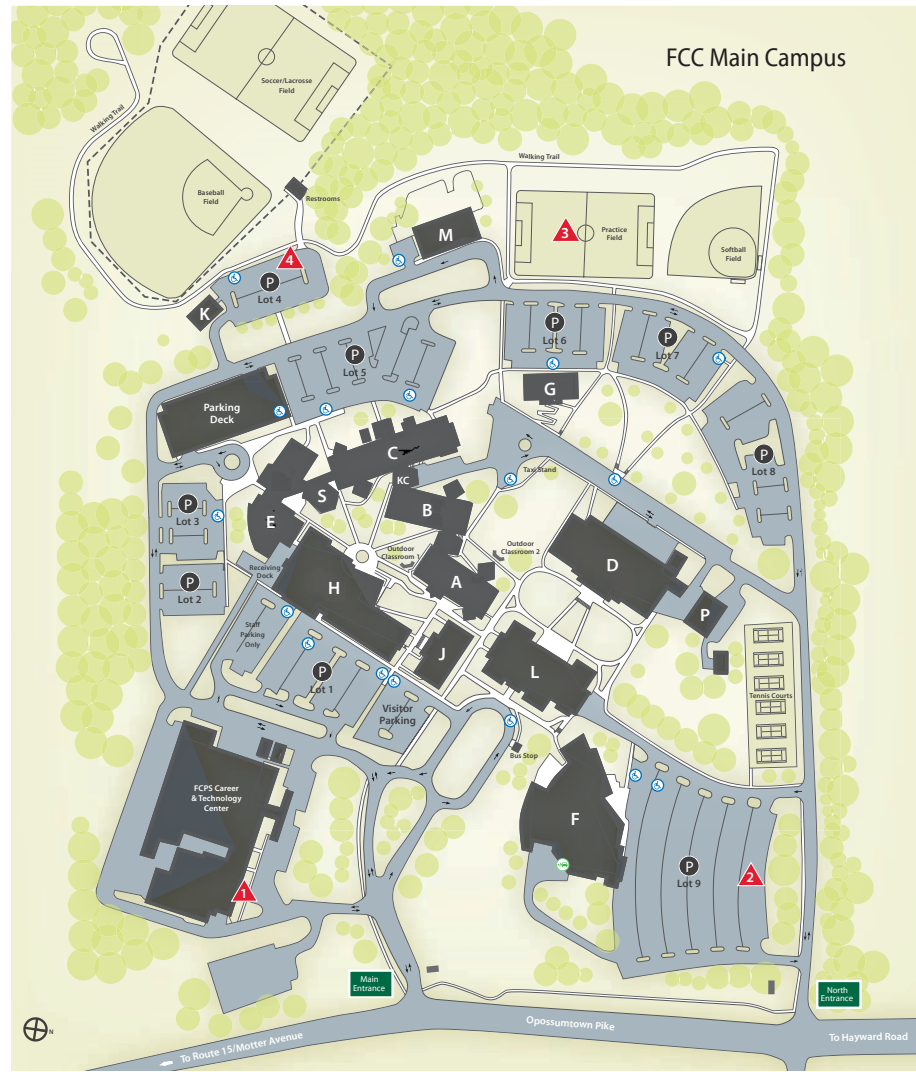 FCC Main Campus
Soccer/Lacrosse
Field
Walking Trail
Walking Trail
Baseball
Field
Restrooms
M
3
Practice
Field
Softball
Field
4
P
Lot 4
K
P
Lot 5
P
Lot 6
P
Lot 7
G
Parking
Deck
C
KC
Taxi Stand
P
Lot 8
S
B
E
P
Lot 3
Outdoor
Classroom 1
Outdoor
Classroom 2
D
Receiving
Dock
A
H
P
Lot 2
P
Staff
Parking
Only
J
L
P
Lot 1
Visitor
Parking
Tennis Courts
Bus Stop
FCPS Career
& Technology
Center
F
P
Lot 9
2
1
Main
Entrance
North
Entrance
N
Opossumtown Pike
To Route 15/Motter Avenue
To Hayward Road